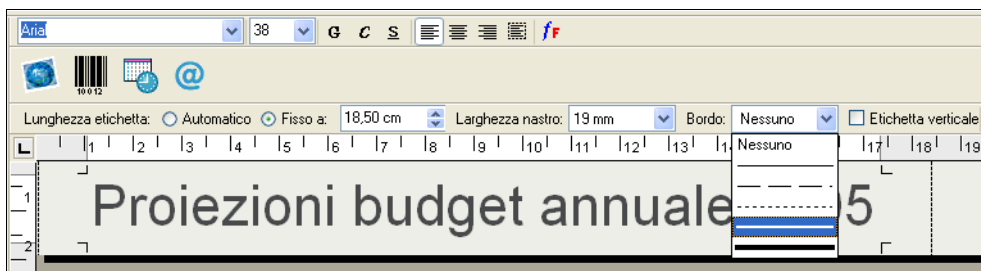 Arial 38 G C S fF
10012 @
Lunghezza etichetta: Automatico Fisso a: 18,50 cm Larghezza nastro: 19 mm Bordo: Nessuno Etichetta verticale
L 1 2 3 4 5 6 7 8 9 10 11 12 13 17 18 19
Nessuno
1
Proiezioni budget annuale 5
2